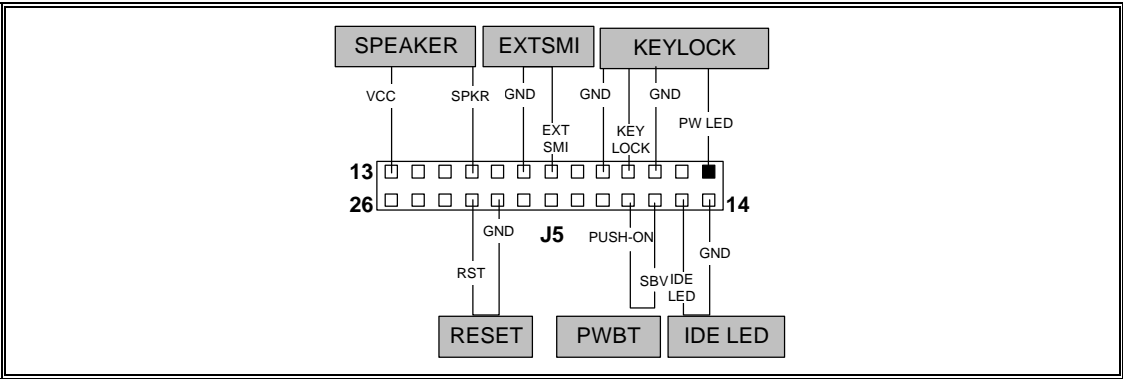 SPEAKER EXTSMI KEYLOCK
VCC SPKR GND GND GND
EXT SMI
KEY LOCK
PW LED
13
26 14
J5
GND PUSH-ON GND
RST SBV IDE LED
RESET PWBT IDE LED